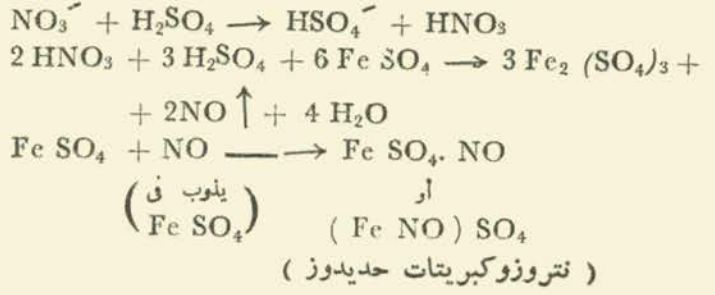 NO₃⁻ + H₂SO₄ → HSO₄⁻ + HNO₃
2 HNO₃ + 3 H₂SO₄ + 6 Fe SO₄ → 3 Fe₂ (SO₄)₃ +
+ 2NO ↑ + 4 H₂O
Fe SO₄ + NO —→ Fe SO₄. NO
(يذوب فى Fe SO₄) أو
( Fe NO ) SO₄
( نتروزوكبريتات حديدوز )